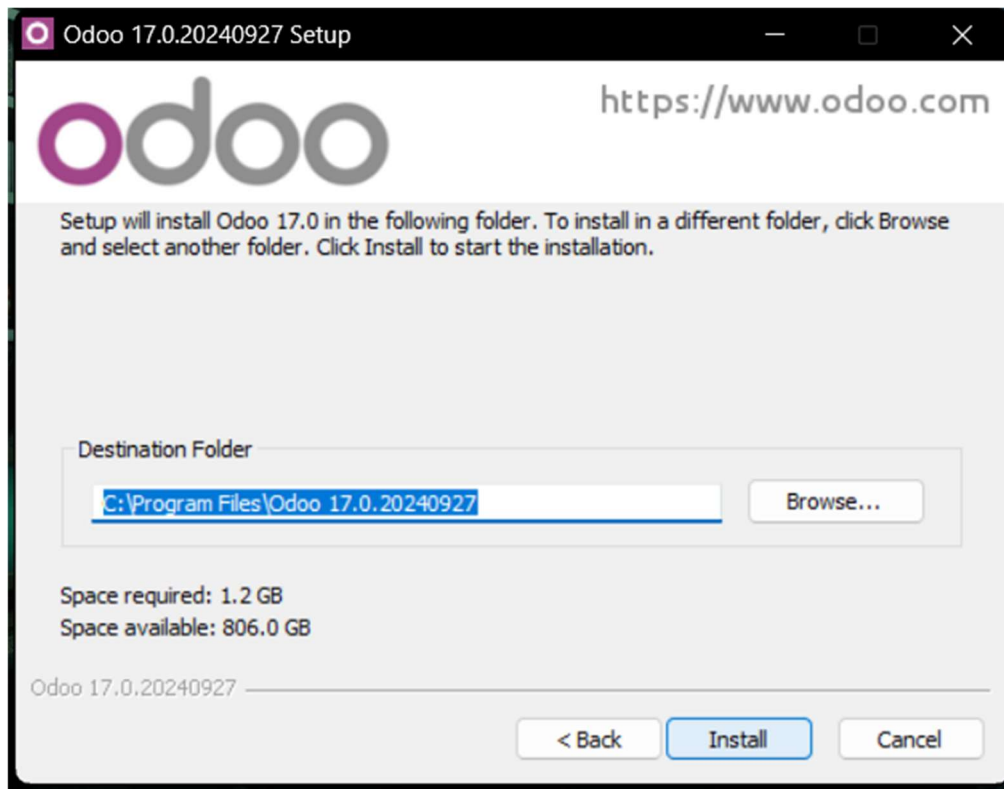 Odoo 17.0.20240927 Setup
odoo
https://www.odoo.com
Setup will install Odoo 17.0 in the following folder. To install in a different folder, click Browse
and select another folder. Click Install to start the installation.
Destination Folder
C:\Program Files\Odoo 17.0.20240927
Browse...
Space required: 1.2 GB
Space available: 806.0 GB
Odoo 17.0.20240927
< Back
Install
Cancel